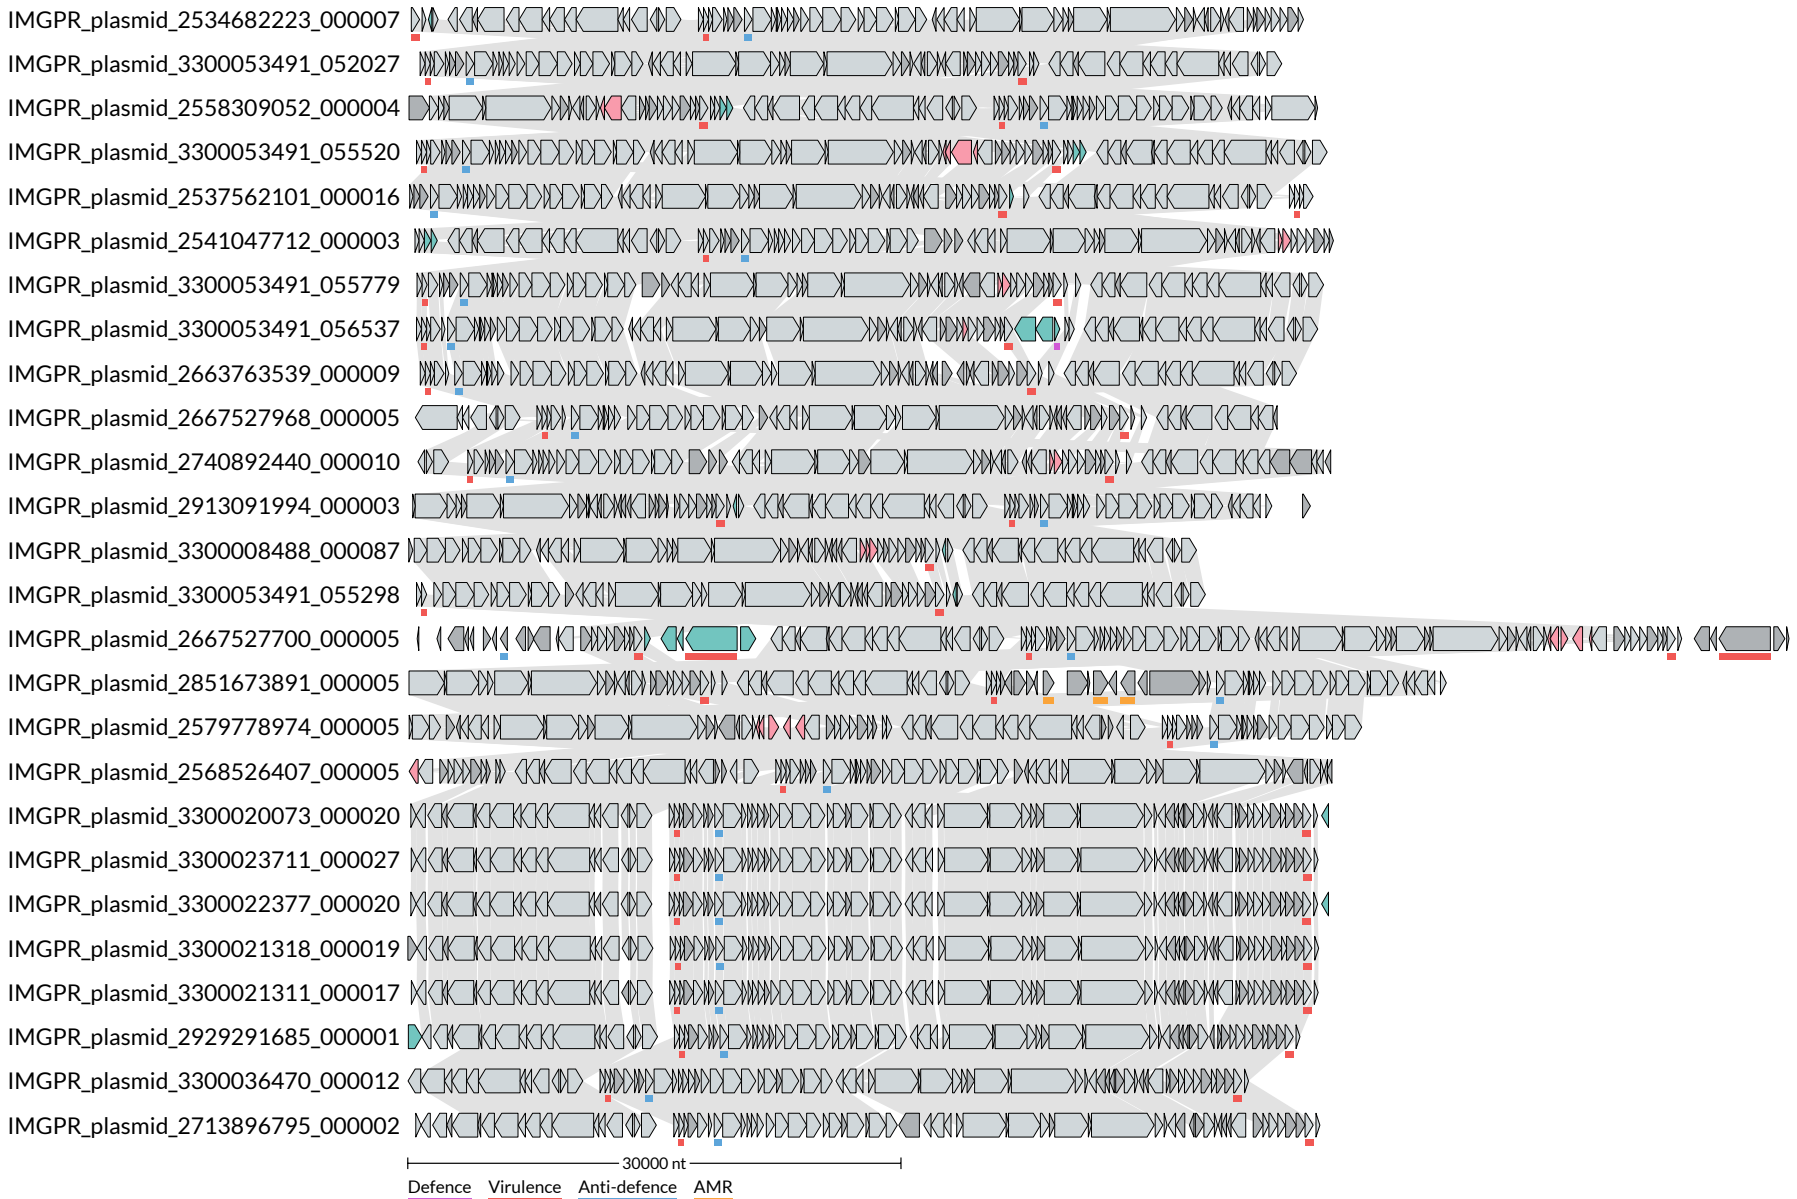 IMGPR_plasmid_2534682223_000007
IMGPR_plasmid_3300053491_052027
IMGPR_plasmid_2558309052_000004
IMGPR_plasmid_3300053491_055520
IMGPR_plasmid_2537562101_000016
IMGPR_plasmid_2541047712_000003
IMGPR_plasmid_3300053491_055779
IMGPR_plasmid_3300053491_056537
IMGPR_plasmid_2663763539_000009
IMGPR_plasmid_2667527968_000005
IMGPR_plasmid_2740892440_000010
IMGPR_plasmid_2913091994_000003
IMGPR_plasmid_3300008488_000087
IMGPR_plasmid_3300053491_055298
IMGPR_plasmid_2667527700_000005
IMGPR_plasmid_2851673891_000005
IMGPR_plasmid_2579778974_000005
IMGPR_plasmid_2568526407_000005
IMGPR_plasmid_3300020073_000020
IMGPR_plasmid_3300023711_000027
IMGPR_plasmid_3300022377_000020
IMGPR_plasmid_3300021318_000019
IMGPR_plasmid_3300021311_000017
IMGPR_plasmid_2929291685_000001
IMGPR_plasmid_3300036470_000012
IMGPR_plasmid_2713896795_000002
30000 nt
Defence Virulence Anti-defence AMR